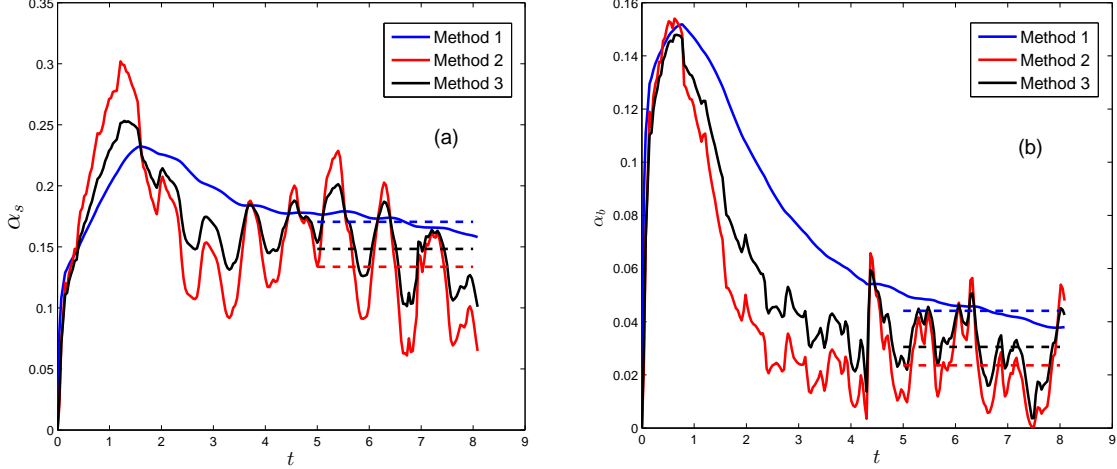 0.35
0.3
0.25
0.2
0.15
0.1
0.05
0
α_s
Method 1
Method 2
Method 3
(a)
0 1 2 3 4 5 6 7 8 9
t
0.16
0.14
0.12
0.1
0.08
0.06
0.04
0.02
0
α_b
Method 1
Method 2
Method 3
(b)
0 1 2 3 4 5 6 7 8 9
t